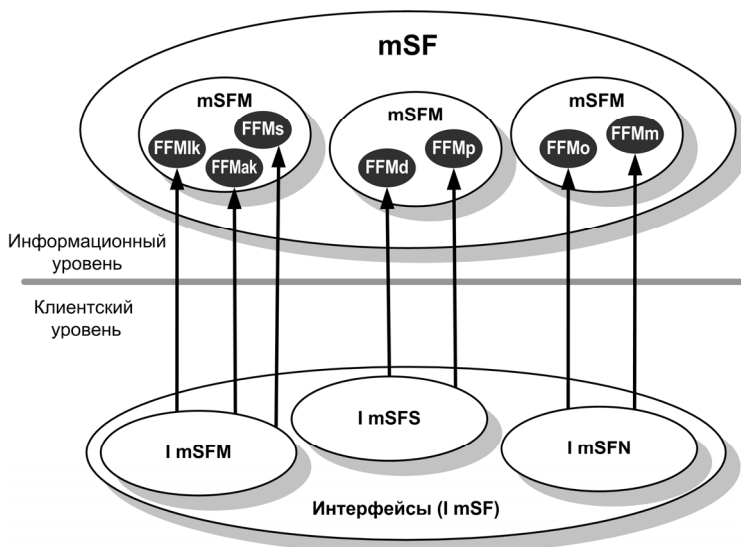 mSF
mSFM
mSFM
mSFM
FFMs
FFMlk
FFMak
FFMd
FFMp
FFMo
FFMm
Информационный
уровень
Клиентский
уровень
I mSFM
I mSFS
I mSFN
Интерфейсы (I mSF)